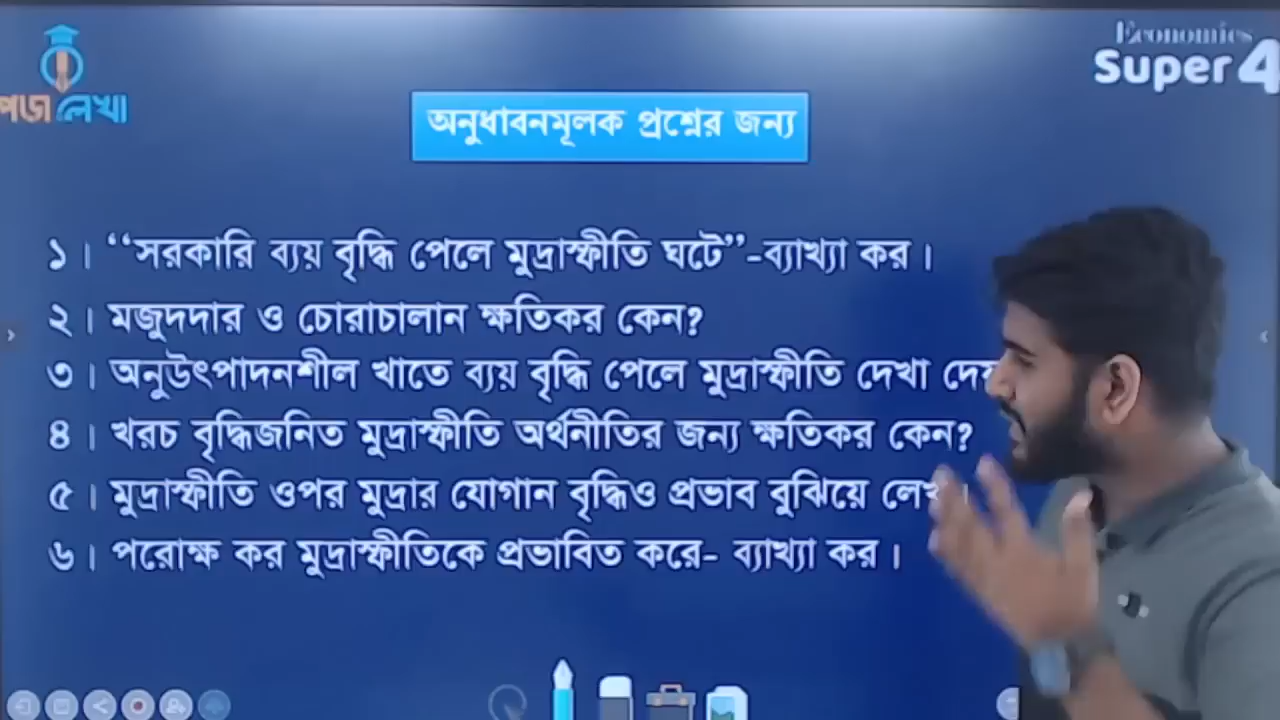 পড়া লেখা
Economics
Super 4
অনুধাবনমূলক প্রশ্নের জন্য
১। “সরকারি ব্যয় বৃদ্ধি পেলে মুদ্রাস্ফীতি ঘটে”-ব্যাখ্যা কর।
২। মজুদদার ও চোরাচালান ক্ষতিকর কেন?
৩। অনুউৎপাদনশীল খাতে ব্যয় বৃদ্ধি পেলে মুদ্রাস্ফীতি দেখা
৪। খরচ বৃদ্ধিজনিত মুদ্রাস্ফীতি অর্থনীতির জন্য ক্ষতিকর কেন?
৫। মুদ্রাস্ফীতি ওপর মুদ্রার যোগান বৃদ্ধিও প্রভাব বুঝিয়ে লেখ।
৬। পরোক্ষ কর মুদ্রাস্ফীতিকে প্রভাবিত করে- ব্যাখ্যা কর।